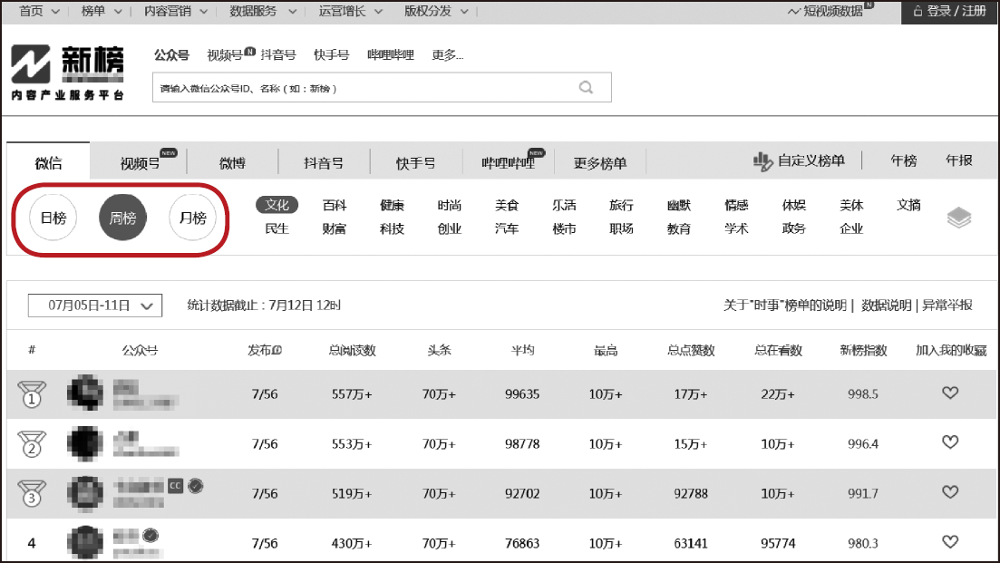 首页 榜单 内容营销 数据服务 运营增长 版权分发 短视频数据 N 登录 / 注册
新榜
内容产业服务平台
公众号 视频号 N 抖音号 快手号 哔哩哔哩 更多...
请输入微信公众号ID、名称（如：新榜）
微信 视频号 NEW 微博 抖音号 快手号 哔哩哔哩 NEW 更多榜单 自定义榜单 年榜 年报
日榜 周榜 月榜
文化 百科 健康 时尚 美食 乐活 旅行 幽默 情感 体娱 美体 文摘
民生 财富 科技 创业 汽车 楼市 职场 教育 学术 政务 企业
07月05日-11日 统计数据截止：7月12日 12时 关于"时事"榜单的说明 | 数据说明 | 异常举报
# 公众号 发布 总阅读数 头条 平均 最高 总点赞数 总在看数 新榜指数 加入我的收藏
1 7/56 557万+ 70万+ 99635 10万+ 17万+ 22万+ 998.5
2 7/56 553万+ 70万+ 98778 10万+ 15万+ 10万+ 996.4
3 CC 7/56 519万+ 70万+ 92702 10万+ 92788 10万+ 991.7
4 7/56 430万+ 70万+ 76863 10万+ 63141 95774 980.3